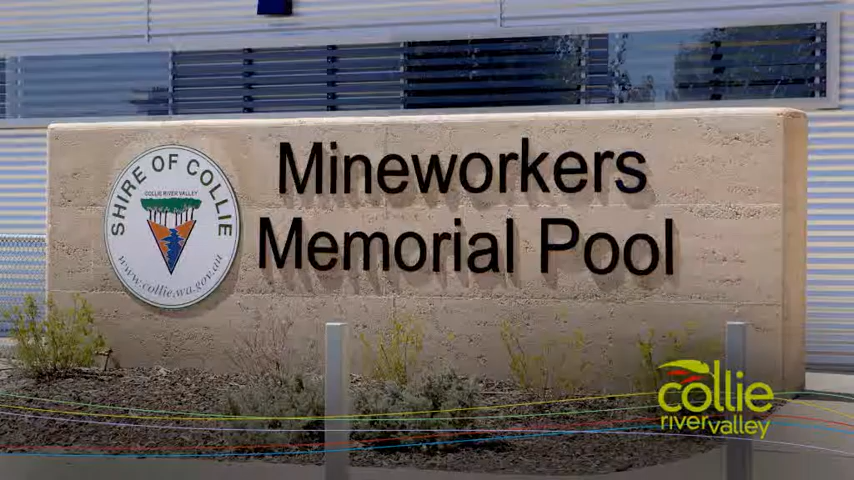 Mineworkers
Memorial Pool
SHIRE OF COLLIE
COLLIE RIVER VALLEY
www.collie.wa.gov.au
collie
rivervalley